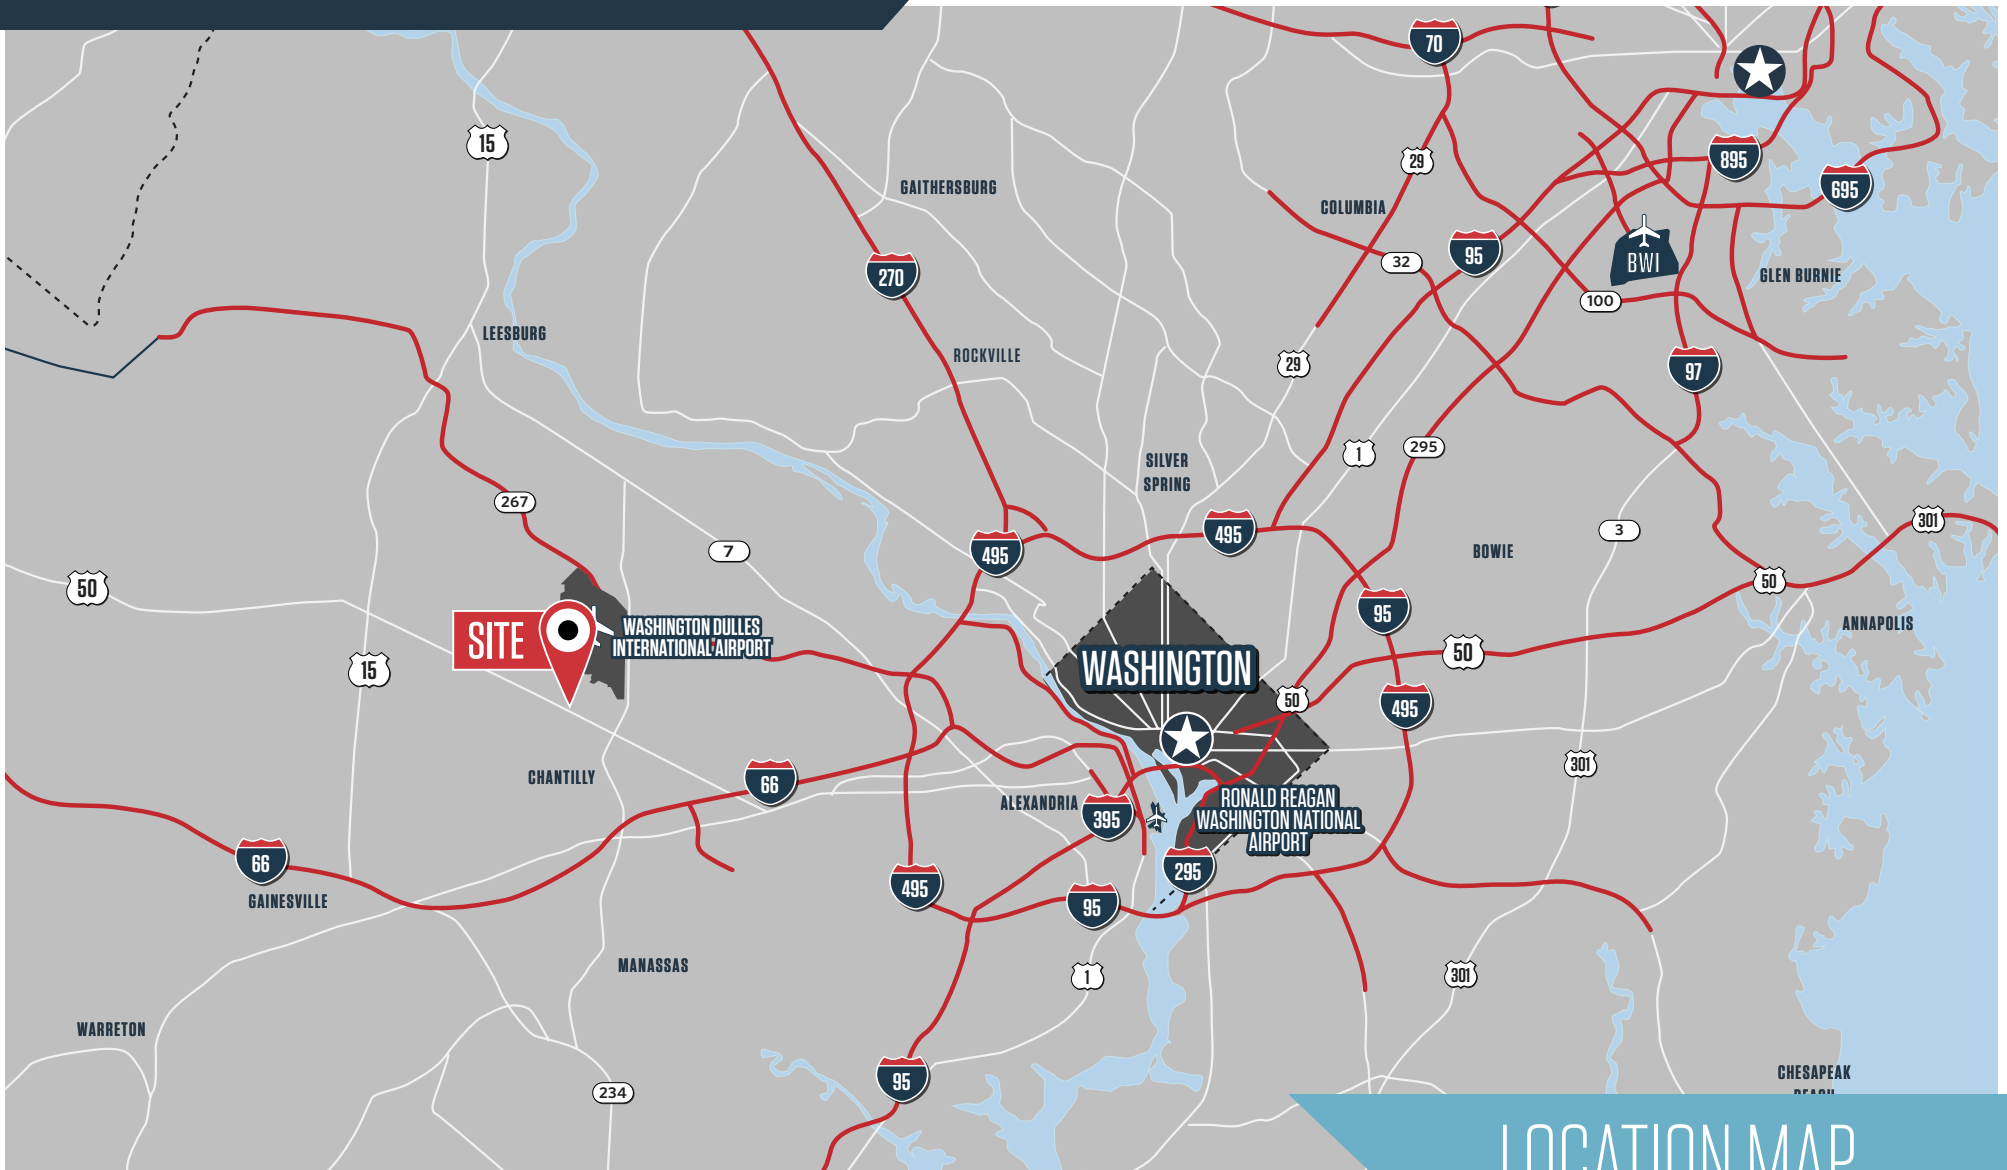 70
15
29
895
695
GAITHERSBURG
COLUMBIA
270
32
95
BWI
GLEN BURNIE
100
LEESBURG
ROCKVILLE
29
97
1
295
SILVER
SPRING
267
7
495
495
3
301
BOWIE
50
50
95
ANNAPOLIS
SITE
WASHINGTON DULLES
INTERNATIONAL AIRPORT
WASHINGTON
50
15
50
495
CHANTILLY
66
301
ALEXANDRIA
395
RONALD REAGAN
WASHINGTON NATIONAL
AIRPORT
66
295
495
GAINESVILLE
95
MANASSAS
1
301
WARRETON
95
234
CHESAPEAK
BEACH
LOCATION MAP